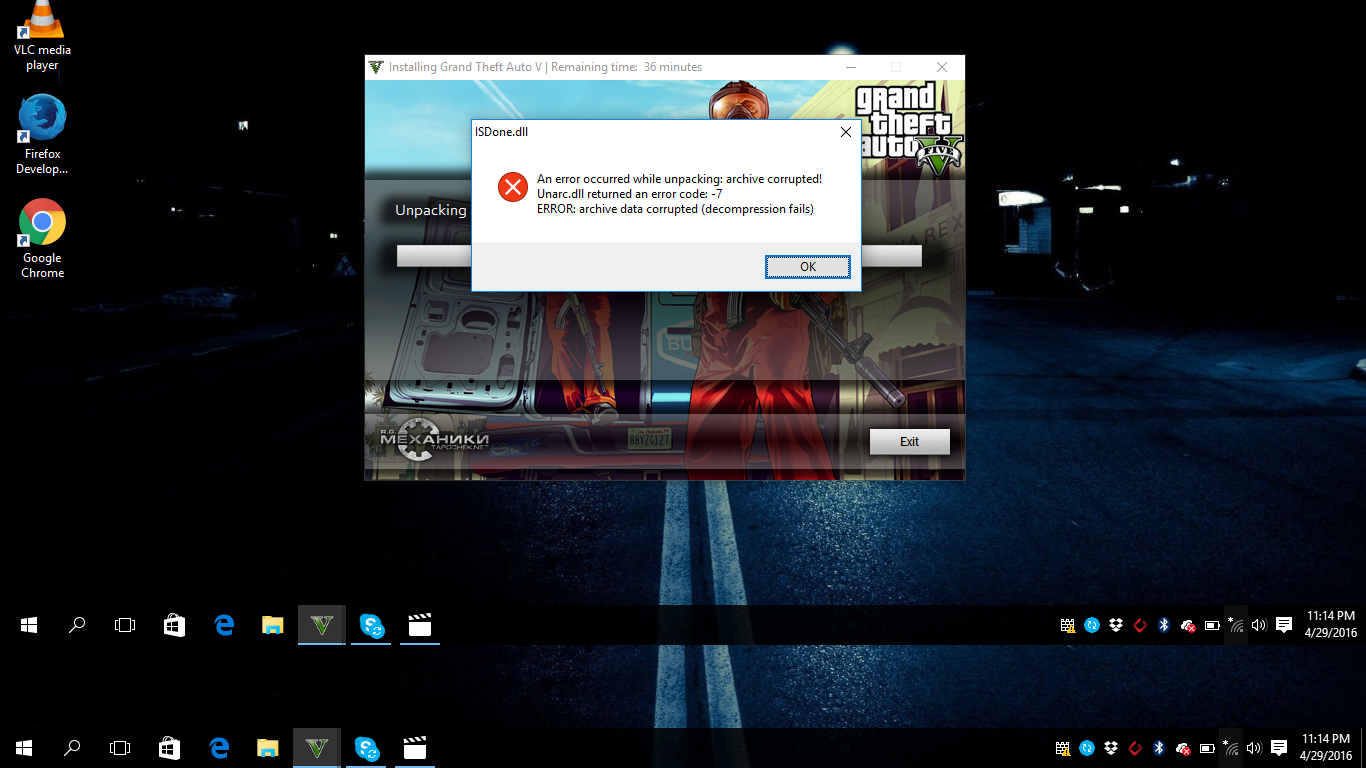 VLC media
player
Firefox
Develop...
Google
Chrome
Installing Grand Theft Auto V | Remaining time: 36 minutes
grand
theft
auto
FIVE
ISDone.dll
An error occurred while unpacking: archive corrupted!
Unarc.dll returned an error code: -7
ERROR: archive data corrupted (decompression fails)
OK
Unpacking
R.G.
МЕХАНИКИ
TAPOCHEK.NET
BBYZG127
Exit
11:14 PM
4/29/2016
11:14 PM
4/29/2016